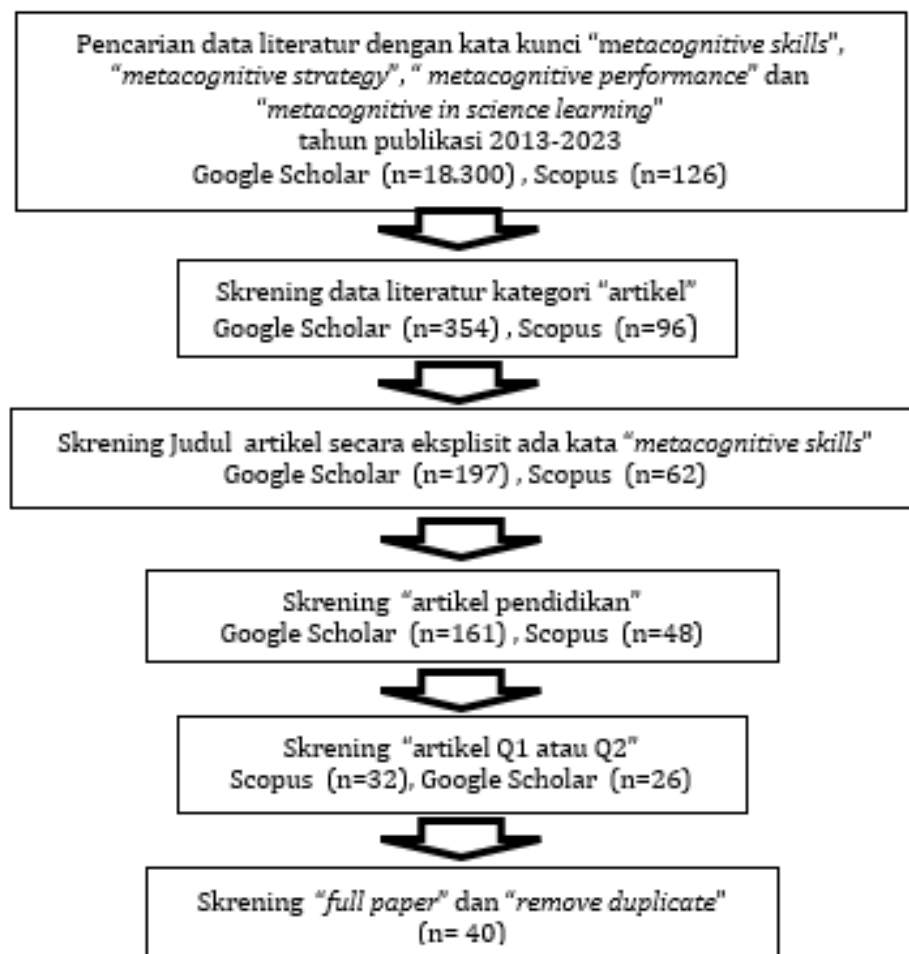 Pencarian data literatur dengan kata kunci “metacognitive skills”,
“metacognitive strategy”, “ metacognitive performance” dan
“metacognitive in science learning”
tahun publikasi 2013-2023
Google Scholar (n=18.300) , Scopus (n=126)
Skrening data literatur kategori “artikel”
Google Scholar (n=354) , Scopus (n=96)
Skrening Judul artikel secara eksplisit ada kata “metacognitive skills”
Google Scholar (n=197) , Scopus (n=62)
Skrening “artikel pendidikan”
Google Scholar (n=161) , Scopus (n=48)
Skrening “artikel Q1 atau Q2”
Scopus (n=32), Google Scholar (n=26)
Skrening “full paper” dan “remove duplicate”
(n= 40)